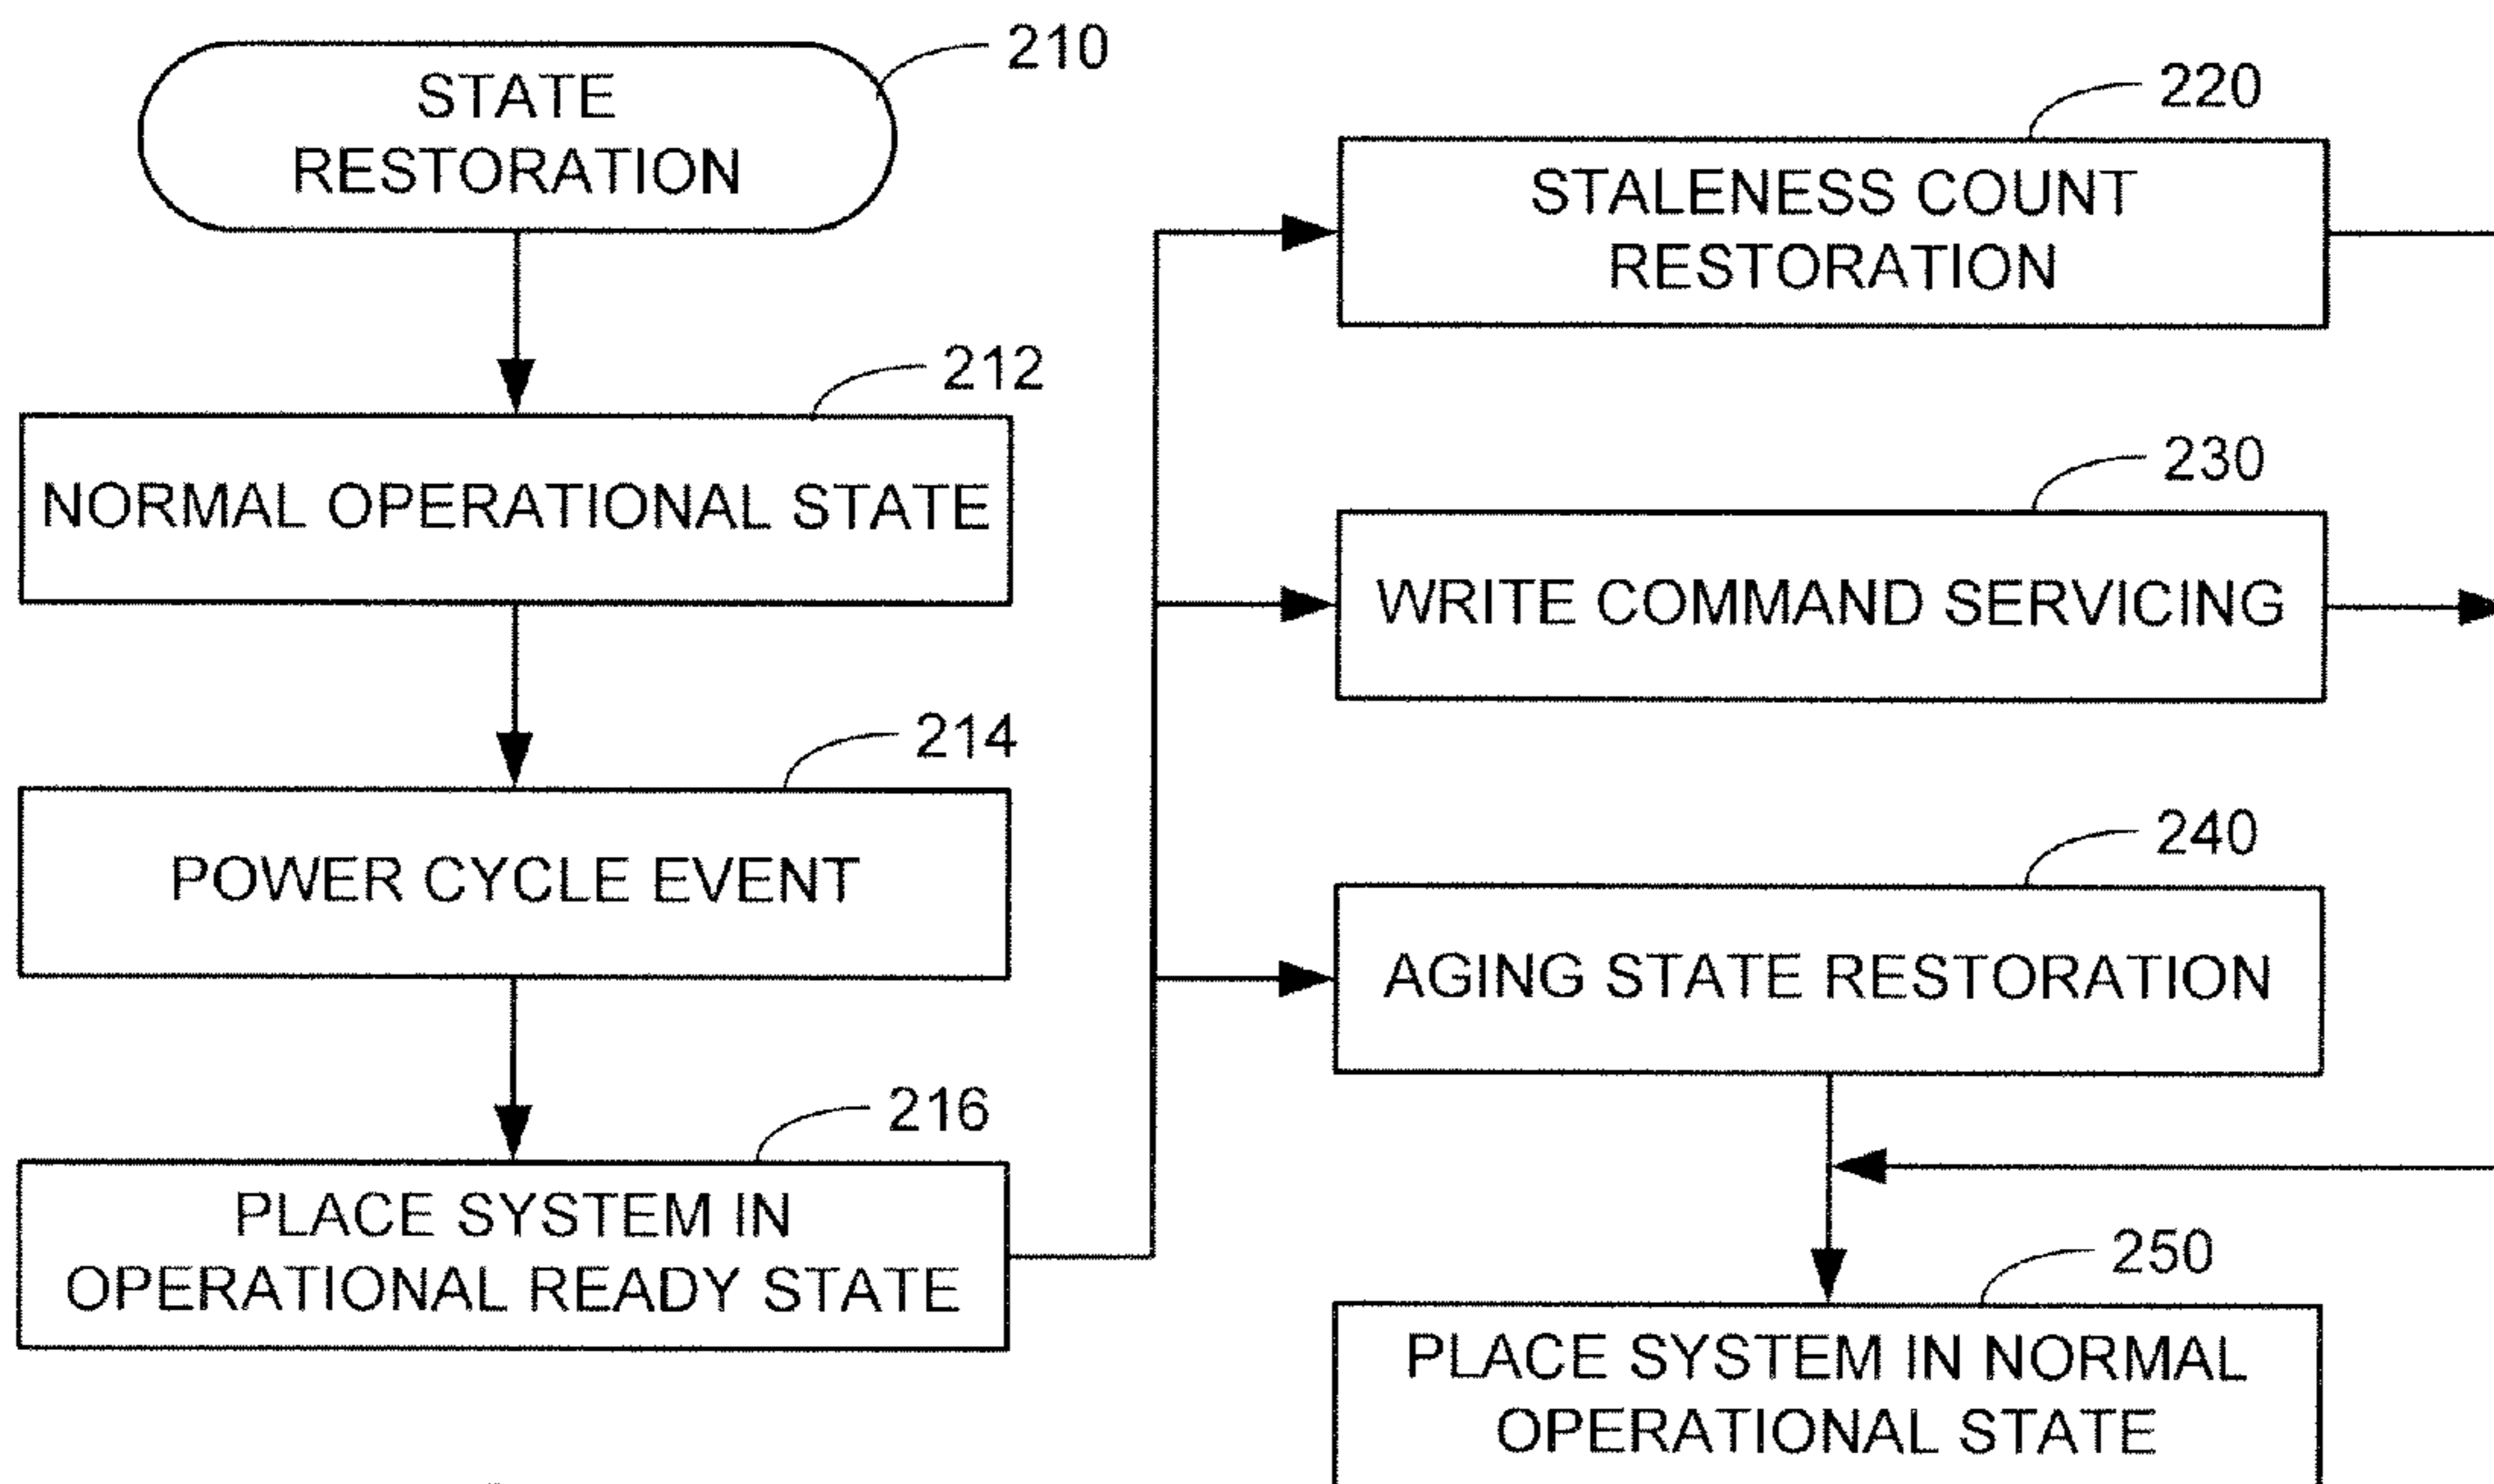 210
STATE
RESTORATION
212
NORMAL OPERATIONAL STATE
214
POWER CYCLE EVENT
216
PLACE SYSTEM IN
OPERATIONAL READY STATE
220
STALENESS COUNT
RESTORATION
230
WRITE COMMAND SERVICING
240
AGING STATE RESTORATION
250
PLACE SYSTEM IN NORMAL
OPERATIONAL STATE